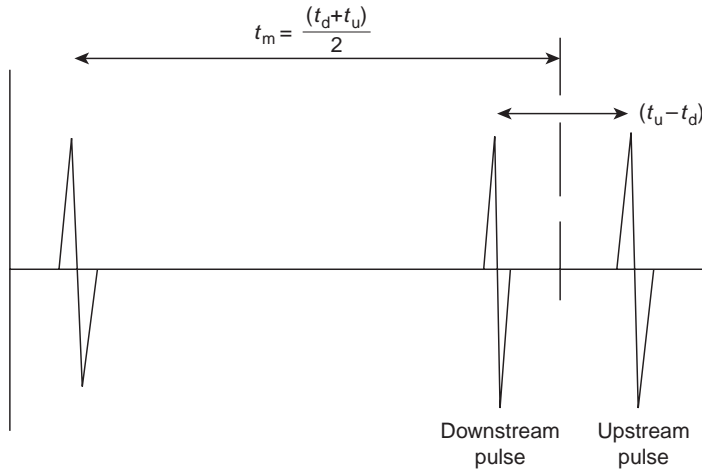 t_m = (t_d+t_u)/2
(t_u−t_d)
Downstream pulse
Upstream pulse